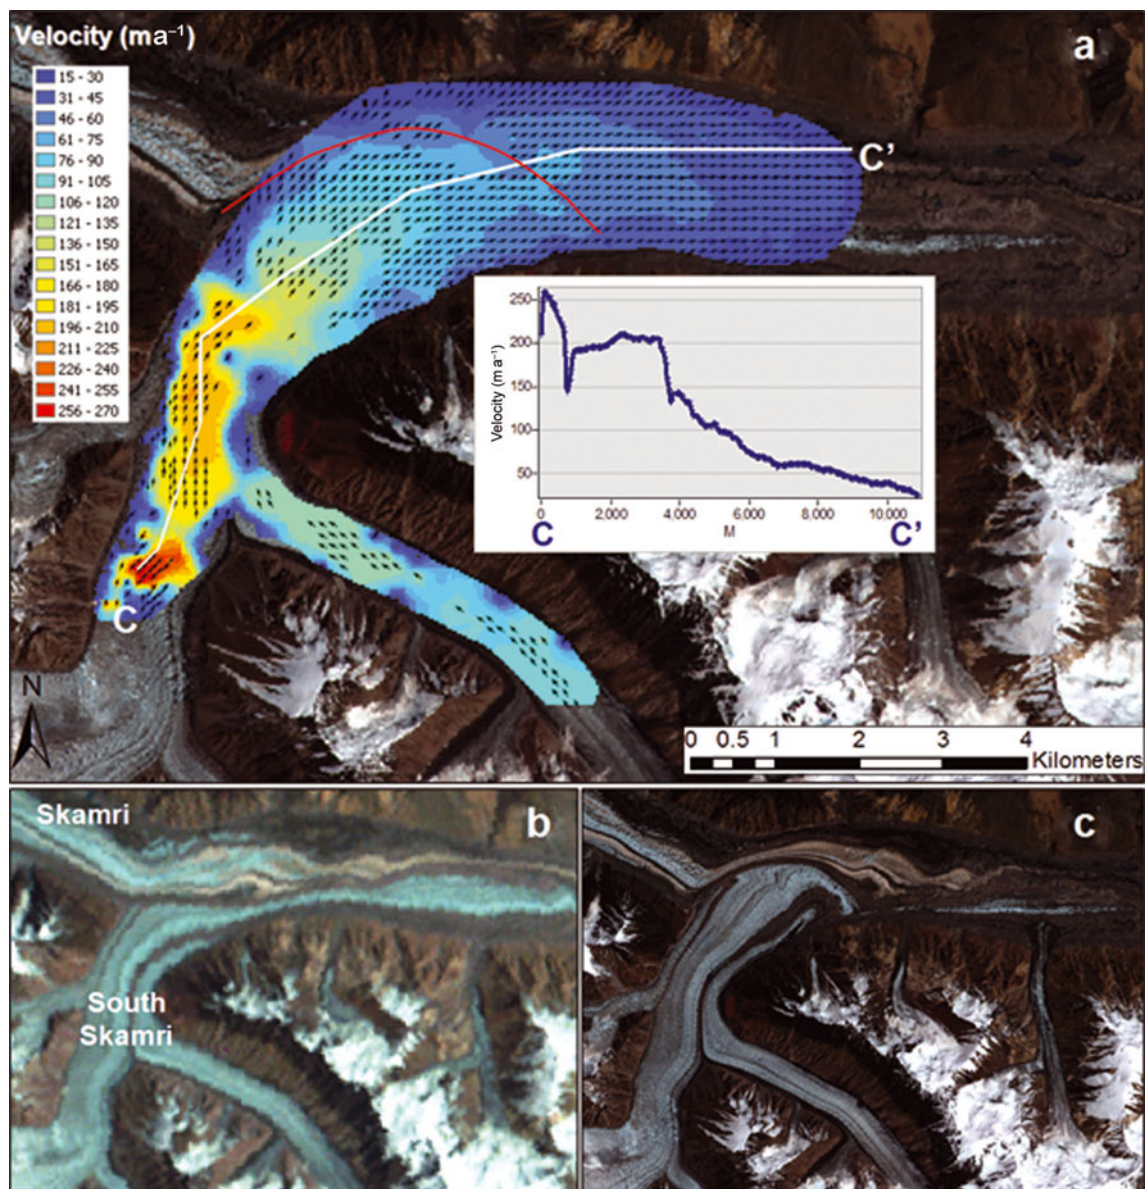 Velocity (ma⁻¹)
a
15 - 30
31 - 45
46 - 60
61 - 75
76 - 90
91 - 105
106 - 120
121 - 135
136 - 150
151 - 165
166 - 180
181 - 195
196 - 210
211 - 225
226 - 240
241 - 255
256 - 270
C'
Velocity (m a⁻¹)
250
200
150
100
50
0 2,000 4,000 6,000 8,000 10,000
M
C C'
C
N
0 0.5 1 2 3 4
Kilometers
Skamri
b
South
Skamri
c